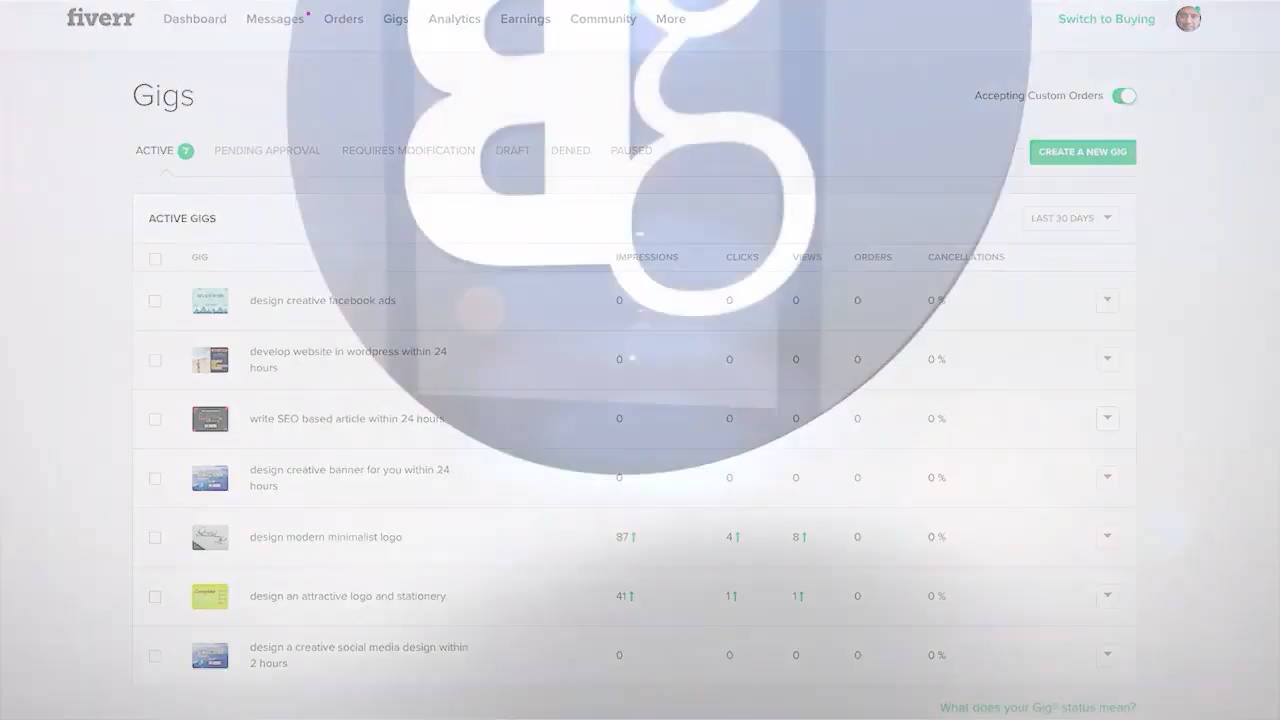 fiverr Dashboard Messages Orders Gigs Analytics Earnings Community More Switch to Buying
Gigs
Accepting Custom Orders
ACTIVE 7 PENDING APPROVAL REQUIRES MODIFICATION DRAFT DENIED PAUSED
CREATE A NEW GIG
ACTIVE GIGS
LAST 30 DAYS
GIG IMPRESSIONS CLICKS VIEWS ORDERS CANCELLATIONS
design creative facebook ads 0 0 0 0 0 %
develop website in wordpress within 24
hours
0 0 0 0 0 %
write SEO based article within 24 hours 0 0 0 0 0 %
design creative banner for you within 24
hours
0 0 0 0 0 %
design modern minimalist logo 87 4 8 0 0 %
design an attractive logo and stationery 41 1 1 0 0 %
design a creative social media design within
2 hours
0 0 0 0 0 %
What does your Gig® status mean?